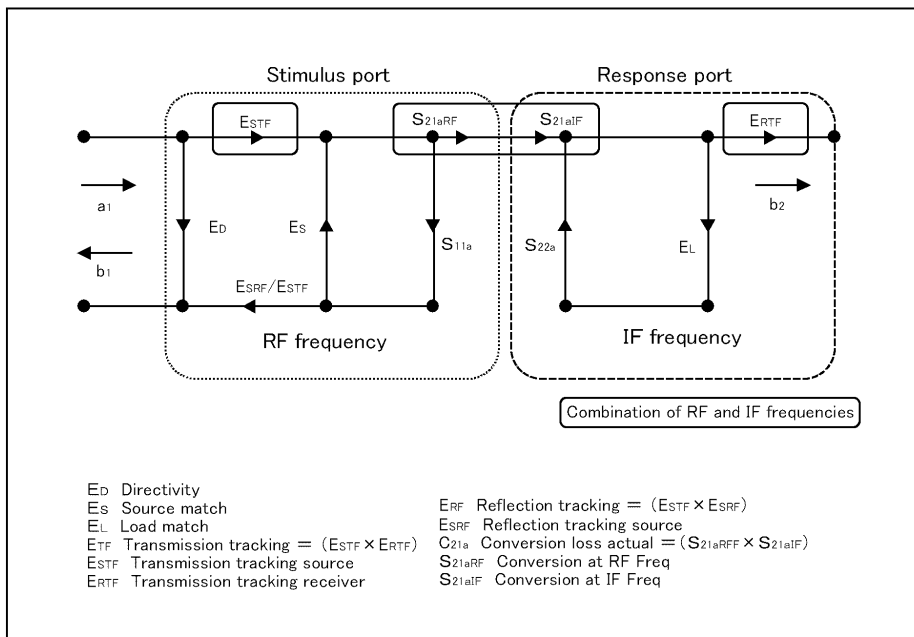 Stimulus port
Response port
ESTF
S21aRF
S21aIF
ERTF
a1
b1
ED
ES
S11a
S22a
EL
b2
ESRF/ESTF
RF frequency
IF frequency
Combination of RF and IF frequencies
ED Directivity
ES Source match
EL Load match
ETF Transmission tracking = (ESTF×ERTF)
ESTF Transmission tracking source
ERTF Transmission tracking receiver
ERF Reflection tracking = (ESTF×ESRF)
ESRF Reflection tracking source
C21a Conversion loss actual =(S21aRFF×S21aIF)
S21aRF Conversion at RF Freq
S21aIF Conversion at IF Freq